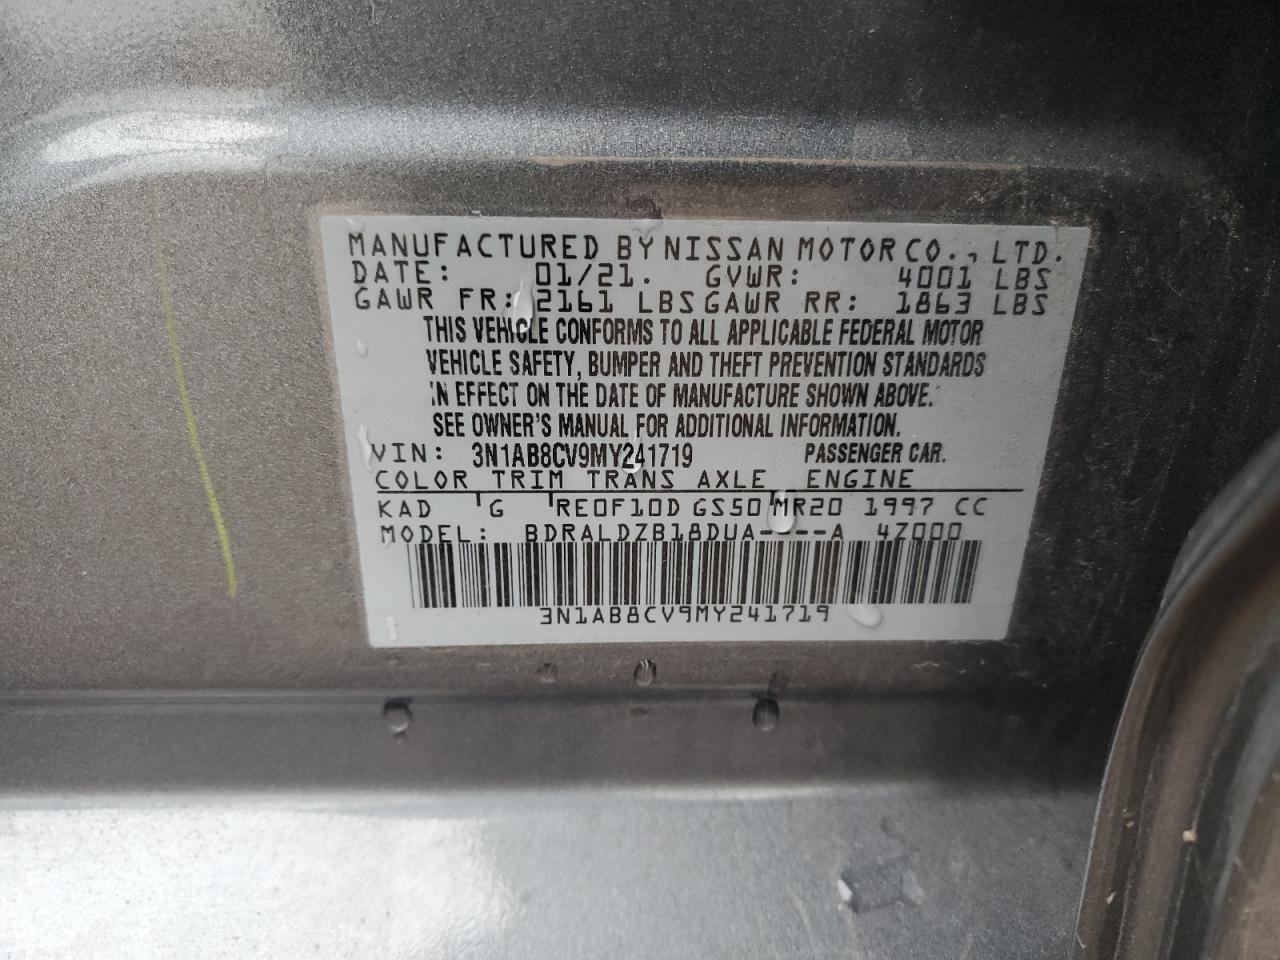 MANUFACTURED BY NISSAN MOTOR CO., LTD.
DATE: 01/21. GVWR: 4001 LBS
GAWR FR: 2161 LBS GAWR RR: 1863 LBS
THIS VEHICLE CONFORMS TO ALL APPLICABLE FEDERAL MOTOR
VEHICLE SAFETY, BUMPER AND THEFT PREVENTION STANDARDS
IN EFFECT ON THE DATE OF MANUFACTURE SHOWN ABOVE.
SEE OWNER'S MANUAL FOR ADDITIONAL INFORMATION.
VIN: 3N1AB8CV9MY241719 PASSENGER CAR.
COLOR TRIM TRANS AXLE ENGINE
KAD G RE0F10D GS50 MR20 1997 CC
MODEL: BDRALDZB18DUA----A 4Z000
3N1AB8CV9MY241719